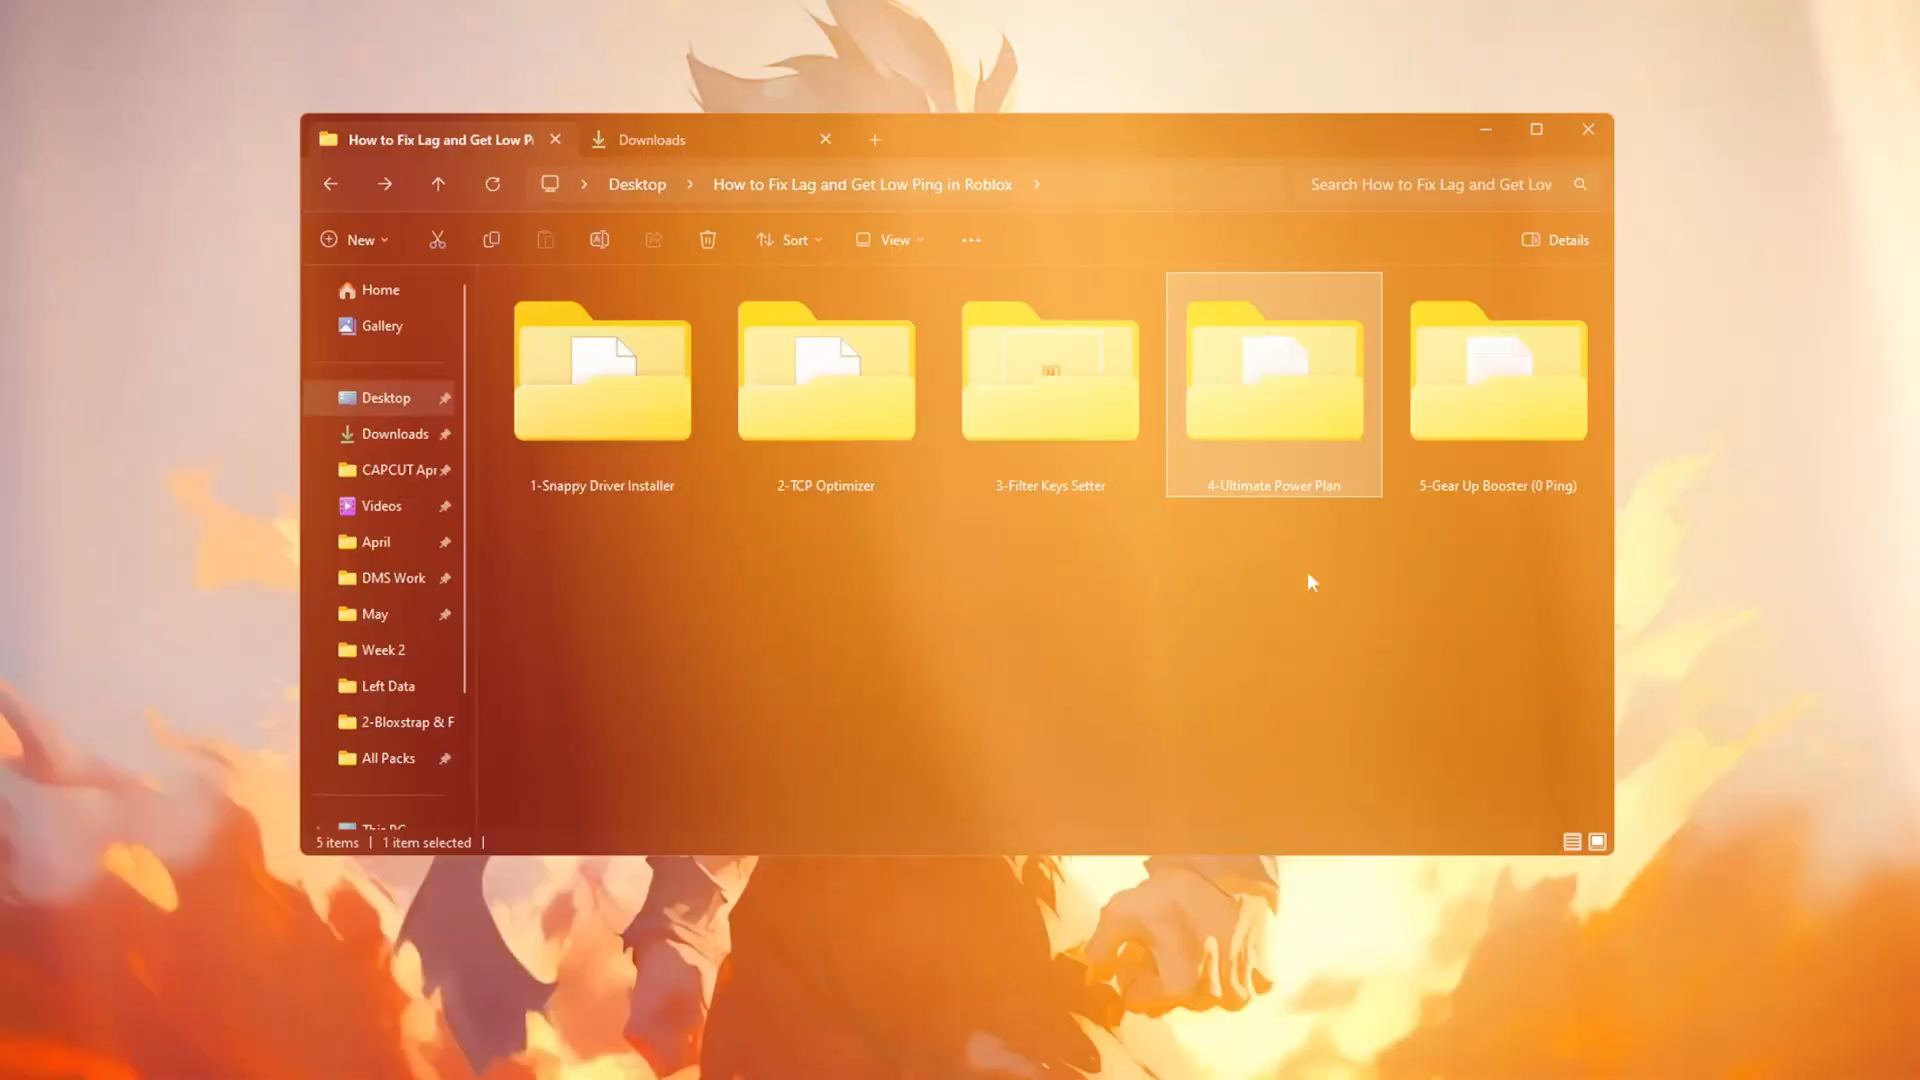 How to Fix Lag and Get Low Pi
Downloads
Desktop
How to Fix Lag and Get Low Ping in Roblox
Search How to Fix Lag and Get Lov
New
Sort
View
Details
Home
Gallery
Desktop
Downloads
CAPCUT Apr
Videos
April
DMS Work
May
Week 2
Left Data
2-Bloxstrap & F
All Packs
This PC
1-Snappy Driver Installer
2-TCP Optimizer
3-Filter Keys Setter
4-Ultimate Power Plan
5-Gear Up Booster (0 Ping)
5 items
1 item selected